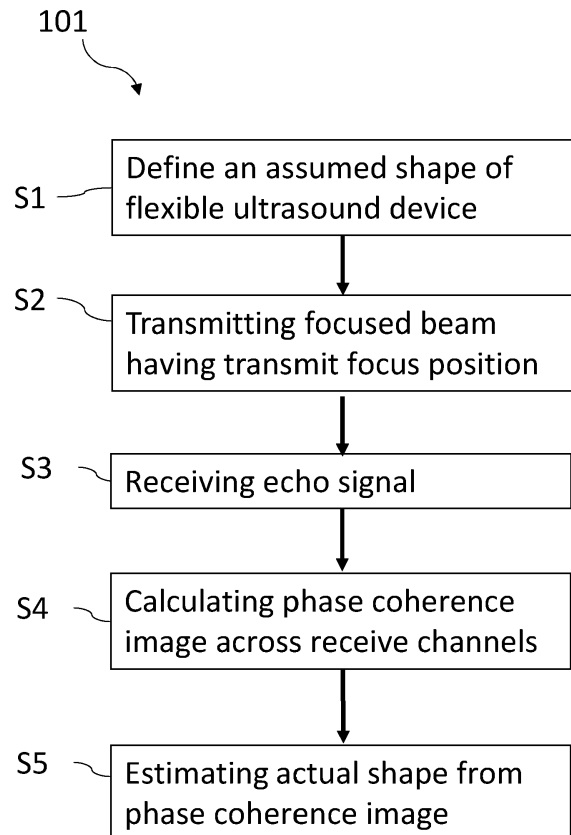 101
S1
Define an assumed shape of
flexible ultrasound device
S2
Transmitting focused beam
having transmit focus position
S3
Receiving echo signal
S4
Calculating phase coherence
image across receive channels
S5
Estimating actual shape from
phase coherence image